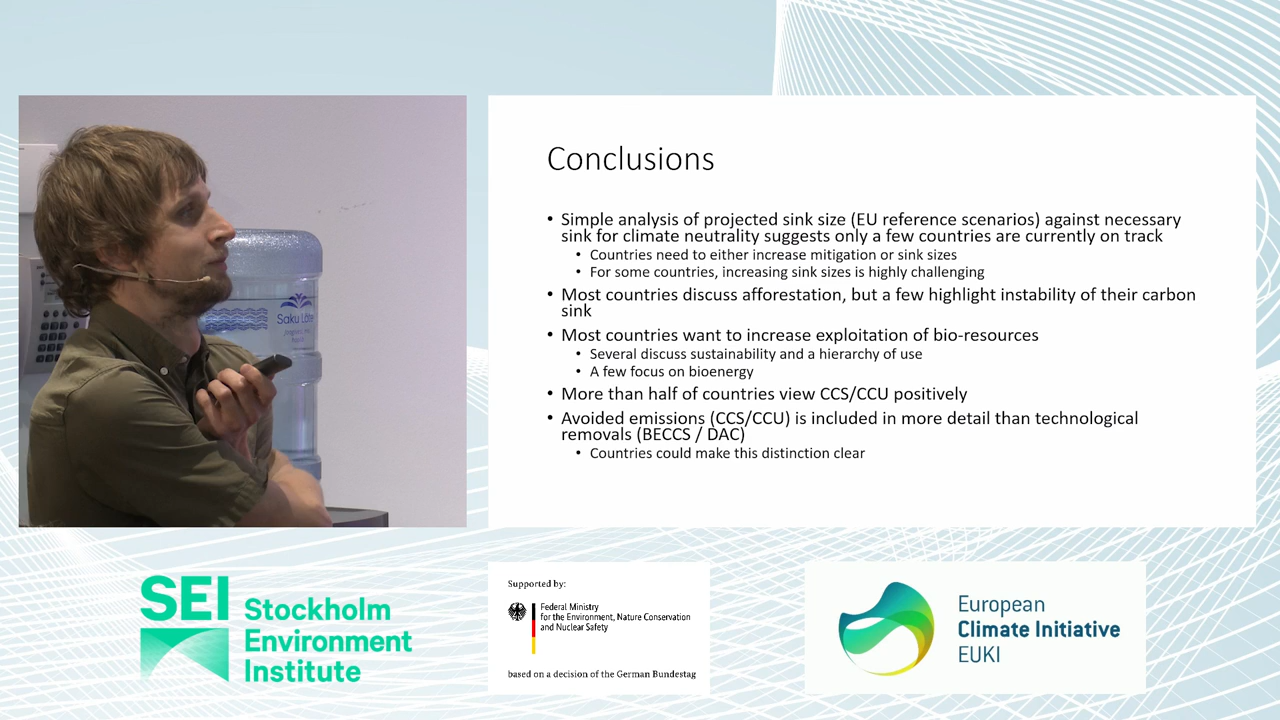 Conclusions
• Simple analysis of projected sink size (EU reference scenarios) against necessary
sink for climate neutrality suggests only a few countries are currently on track
• Countries need to either increase mitigation or sink sizes
• For some countries, increasing sink sizes is highly challenging
• Most countries discuss afforestation, but a few highlight instability of their carbon
sink
• Most countries want to increase exploitation of bio-resources
• Several discuss sustainability and a hierarchy of use
• A few focus on bioenergy
• More than half of countries view CCS/CCU positively
• Avoided emissions (CCS/CCU) is included in more detail than technological
removals (BECCS / DAC)
• Countries could make this distinction clear
Saku Läte
SEI Stockholm
Environment
Institute
Supported by:
Federal Ministry
for the Environment, Nature Conservation
and Nuclear Safety
based on a decision of the German Bundestag
European
Climate Initiative
EUKI